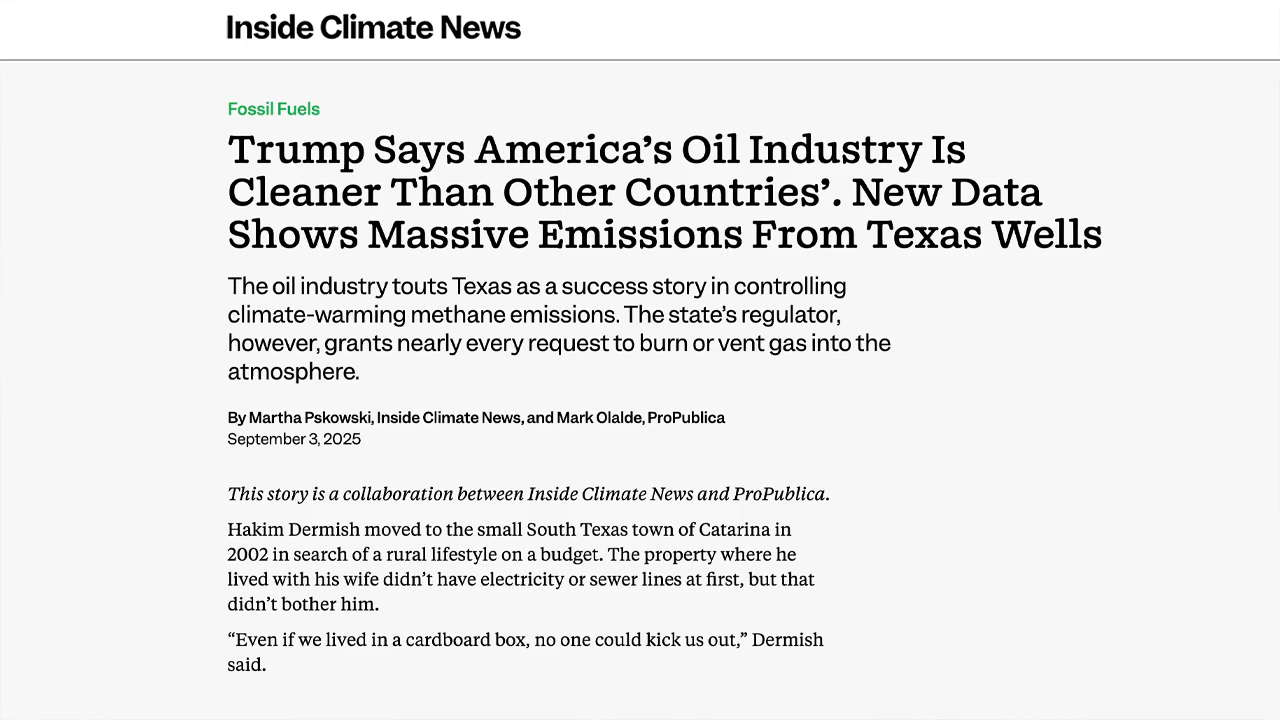 Inside Climate News
Fossil Fuels
Trump Says America’s Oil Industry Is
Cleaner Than Other Countries’. New Data
Shows Massive Emissions From Texas Wells
The oil industry touts Texas as a success story in controlling
climate-warming methane emissions. The state’s regulator,
however, grants nearly every request to burn or vent gas into the
atmosphere.
By Martha Pskowski, Inside Climate News, and Mark Olalde, ProPublica
September 3, 2025
This story is a collaboration between Inside Climate News and ProPublica.
Hakim Dermish moved to the small South Texas town of Catarina in
2002 in search of a rural lifestyle on a budget. The property where he
lived with his wife didn’t have electricity or sewer lines at first, but that
didn’t bother him.
“Even if we lived in a cardboard box, no one could kick us out,” Dermish
said.